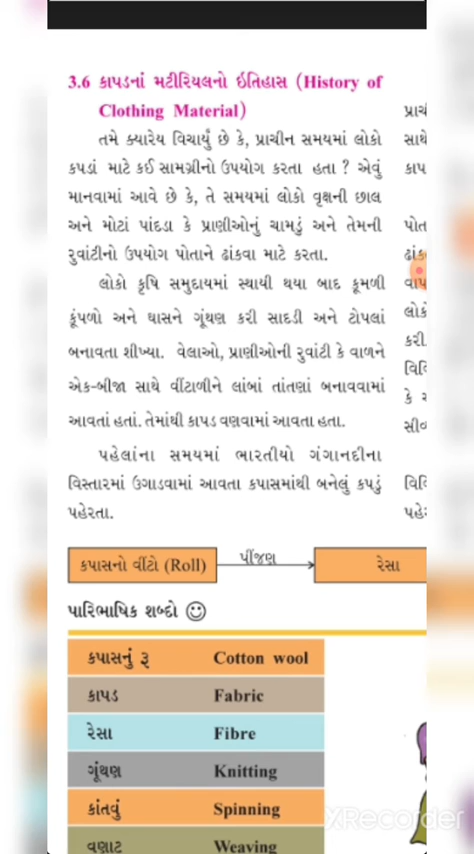 3.6 કાપડનાં મટીરિયલનો ઇતિહાસ (History of
Clothing Material)
તમે ક્યારેય વિચાર્યું છે કે, પ્રાચીન સમયમાં લોકો
કપડાં માટે કઈ સામગ્રીનો ઉપયોગ કરતા હતા ? એવું
માનવામાં આવે છે કે, તે સમયમાં લોકો વૃક્ષની છાલ
અને મોટાં પાંદડા કે પ્રાણીઓનું ચામડું અને તેમની
રુવાંટીનો ઉપયોગ પોતાને ઢાંકવા માટે કરતા.
લોકો કૃષિ સમુદાયમાં સ્થાયી થયા બાદ કૂમળી
કૂંપળો અને ઘાસને ગૂંથણ કરી સાદડી અને ટોપલાં
બનાવતા શીખ્યા. વેલાઓ, પ્રાણીઓની રુવાંટી કે વાળને
એક-બીજા સાથે વીંટાળીને લાંબાં તાંતણાં બનાવવામાં
આવતાં હતાં. તેમાંથી કાપડ વણવામાં આવતા હતા.
પહેલાંના સમયમાં ભારતીયો ગંગાનદીના
વિસ્તારમાં ઉગાડવામાં આવતા કપાસમાંથી બનેલું કપડું
પહેરતા.
કપાસનો વીંટો (Roll) પીંજણ રેસા
પારિભાષિક શબ્દો
કપાસનું રૂ Cotton wool
કાપડ Fabric
રેસા Fibre
ગૂંથણ Knitting
કાંતવું Spinning
વણાટ Weaving
XRecorder